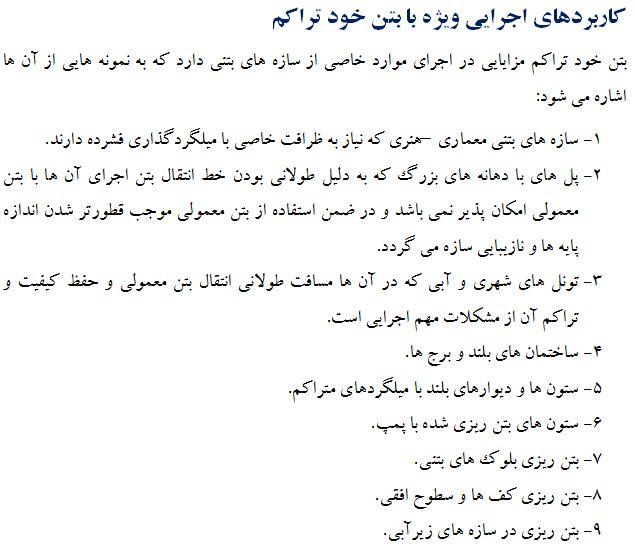 کاربردهای اجرایی ویژه با بتن خود تراکم
بتن خود تراکم مزایایی در اجرای موارد خاصی از سازه های بتنی دارد که به نمونه هایی از آن ها
اشاره می شود:
۱- سازه های بتنی معماری –هنری که نیاز به ظرافت خاصی با میلگردگذاری فشرده دارند.
۲- پل های با دهانه های بزرگ که به دلیل طولانی بودن خط انتقال بتن اجرای آن ها با بتن
معمولی امکان پذیر نمی باشد و در ضمن استفاده از بتن معمولی موجب قطورتر شدن اندازه
پایه ها و نازیبایی سازه می گردد.
۳- تونل های شهری و آبی که در آن ها مسافت طولانی انتقال بتن معمولی و حفظ کیفیت و
تراکم آن از مشکلات مهم اجرایی است.
۴- ساختمان های بلند و برج ها.
۵- ستون ها و دیوارهای بلند با میلگردهای متراکم.
۶- ستون های بتن ریزی شده با پمپ.
۷- بتن ریزی بلوک های بتنی.
۸- بتن ریزی کف ها و سطوح افقی.
۹- بتن ریزی در سازه های زیرآبی.